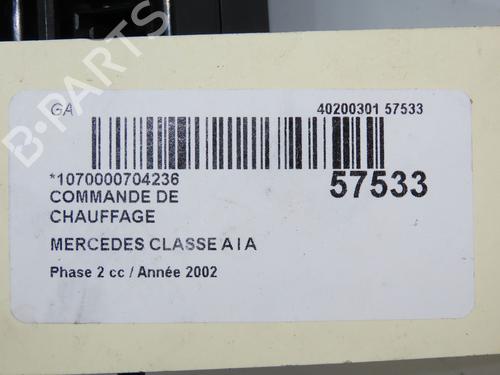 GA
40200301 57533
*1070000704236
57533
COMMANDE DE
CHAUFFAGE
MERCEDES CLASSE A I A
Phase 2 cc / Année 2002
B-PARTS